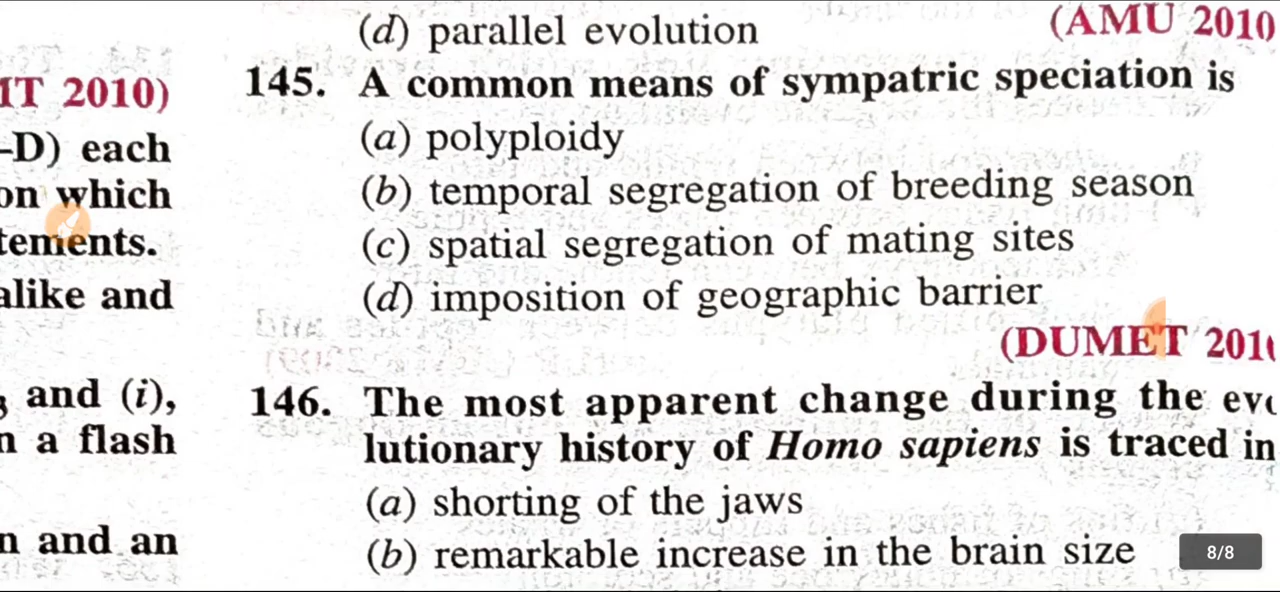 (d) parallel evolution
(AMU 2010
145. A common means of sympatric speciation is
(a) polyploidy
(b) temporal segregation of breeding season
(c) spatial segregation of mating sites
(d) imposition of geographic barrier
(DUMET 201
146. The most apparent change during the evo
lutionary history of Homo sapiens is traced in
(a) shorting of the jaws
(b) remarkable increase in the brain size
IT 2010)
-D) each
on which
tements.
alike and
and (i),
n a flash
n and an
8/8